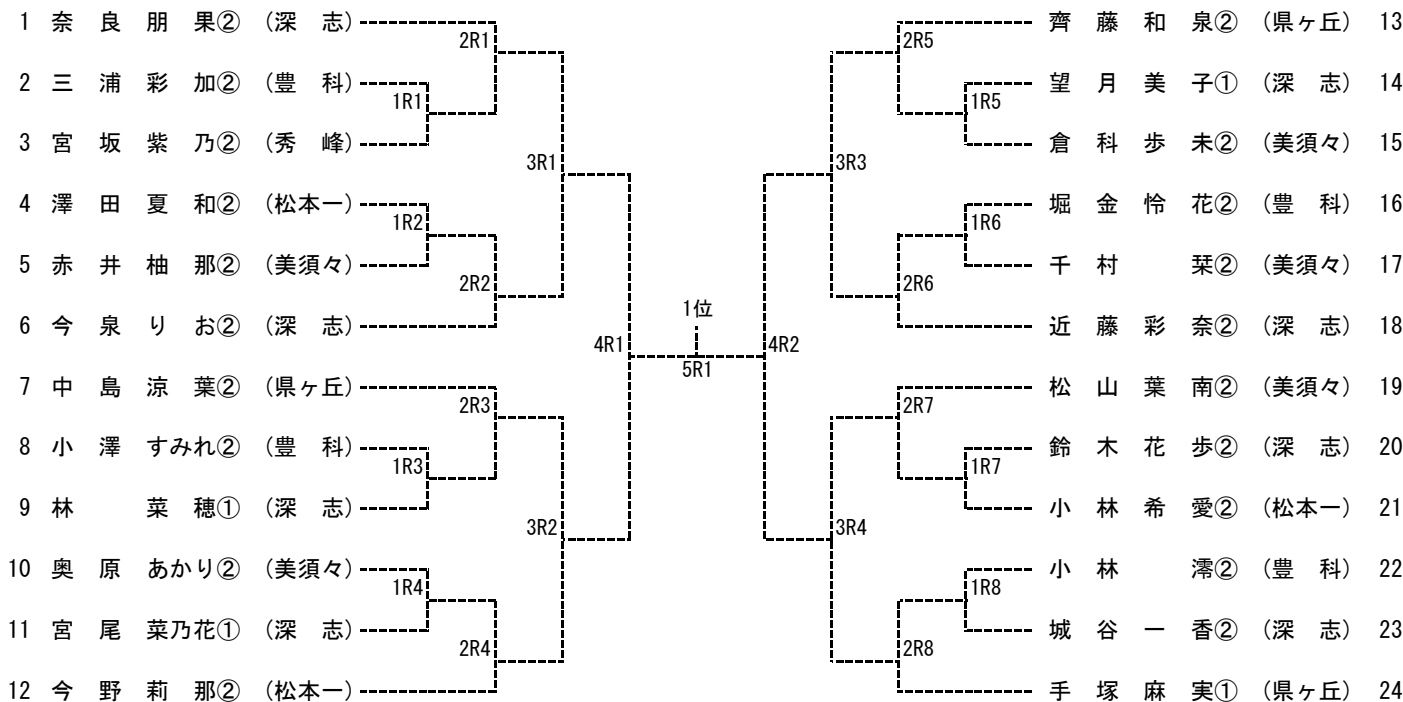 1 奈良朋果② (深志)
2R1
2 三浦彩加② (豊科)
1R1
3 宮坂紫乃② (秀峰)
3R1
4 澤田夏和② (松本一)
1R2
5 赤井柚那② (美須々)
2R2
6 今泉りお② (深志)
4R1
7 中島涼葉② (県ヶ丘)
2R3
8 小澤すみれ② (豊科)
1R3
9 林菜穂① (深志)
3R2
10 奥原あかり② (美須々)
1R4
11 宮尾菜乃花① (深志)
2R4
12 今野莉那② (松本一)
1位
5R1
齊藤和泉② (県ヶ丘) 13
2R5
望月美子① (深志) 14
1R5
倉科歩未② (美須々) 15
3R3
堀金怜花② (豊科) 16
1R6
千村栞② (美須々) 17
2R6
近藤彩奈② (深志) 18
4R2
松山葉南② (美須々) 19
2R7
鈴木花歩② (深志) 20
1R7
小林希愛② (松本一) 21
3R4
小林澪② (豊科) 22
1R8
城谷一香② (深志) 23
2R8
手塚麻実① (県ヶ丘) 24